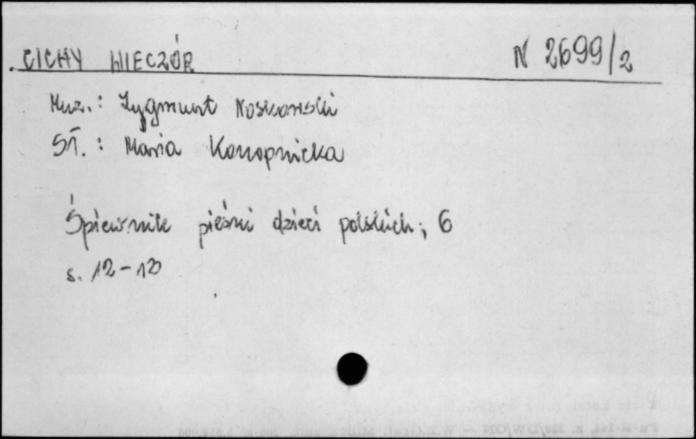 CICHY WIECZÓR N 2699/2
Muz.: Zygmunt Noskowski
Sł.: Maria Konopnicka
Śpiewnik pieśni dzieci polskich; 6
s. 12-13